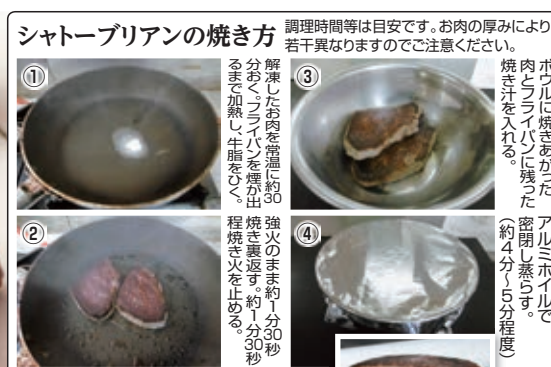 シャトーブリアンの焼き方
調理時間等は目安です。お肉の厚みにより
若干異なりますのでご注意ください。
①
解凍したお肉を常温に約30
分おく。フライパンを煙が出
るまで加熱し、牛脂をひく。
②
強火のまま約1分30秒
焼き裏返す。約1分30秒
程焼き火を止める。
③
ボウルに焼きあがった
肉とフライパンに残った
焼き汁を入れる。
④
アルミホイルで
密閉し蒸らす。
(約4分～5分程度)